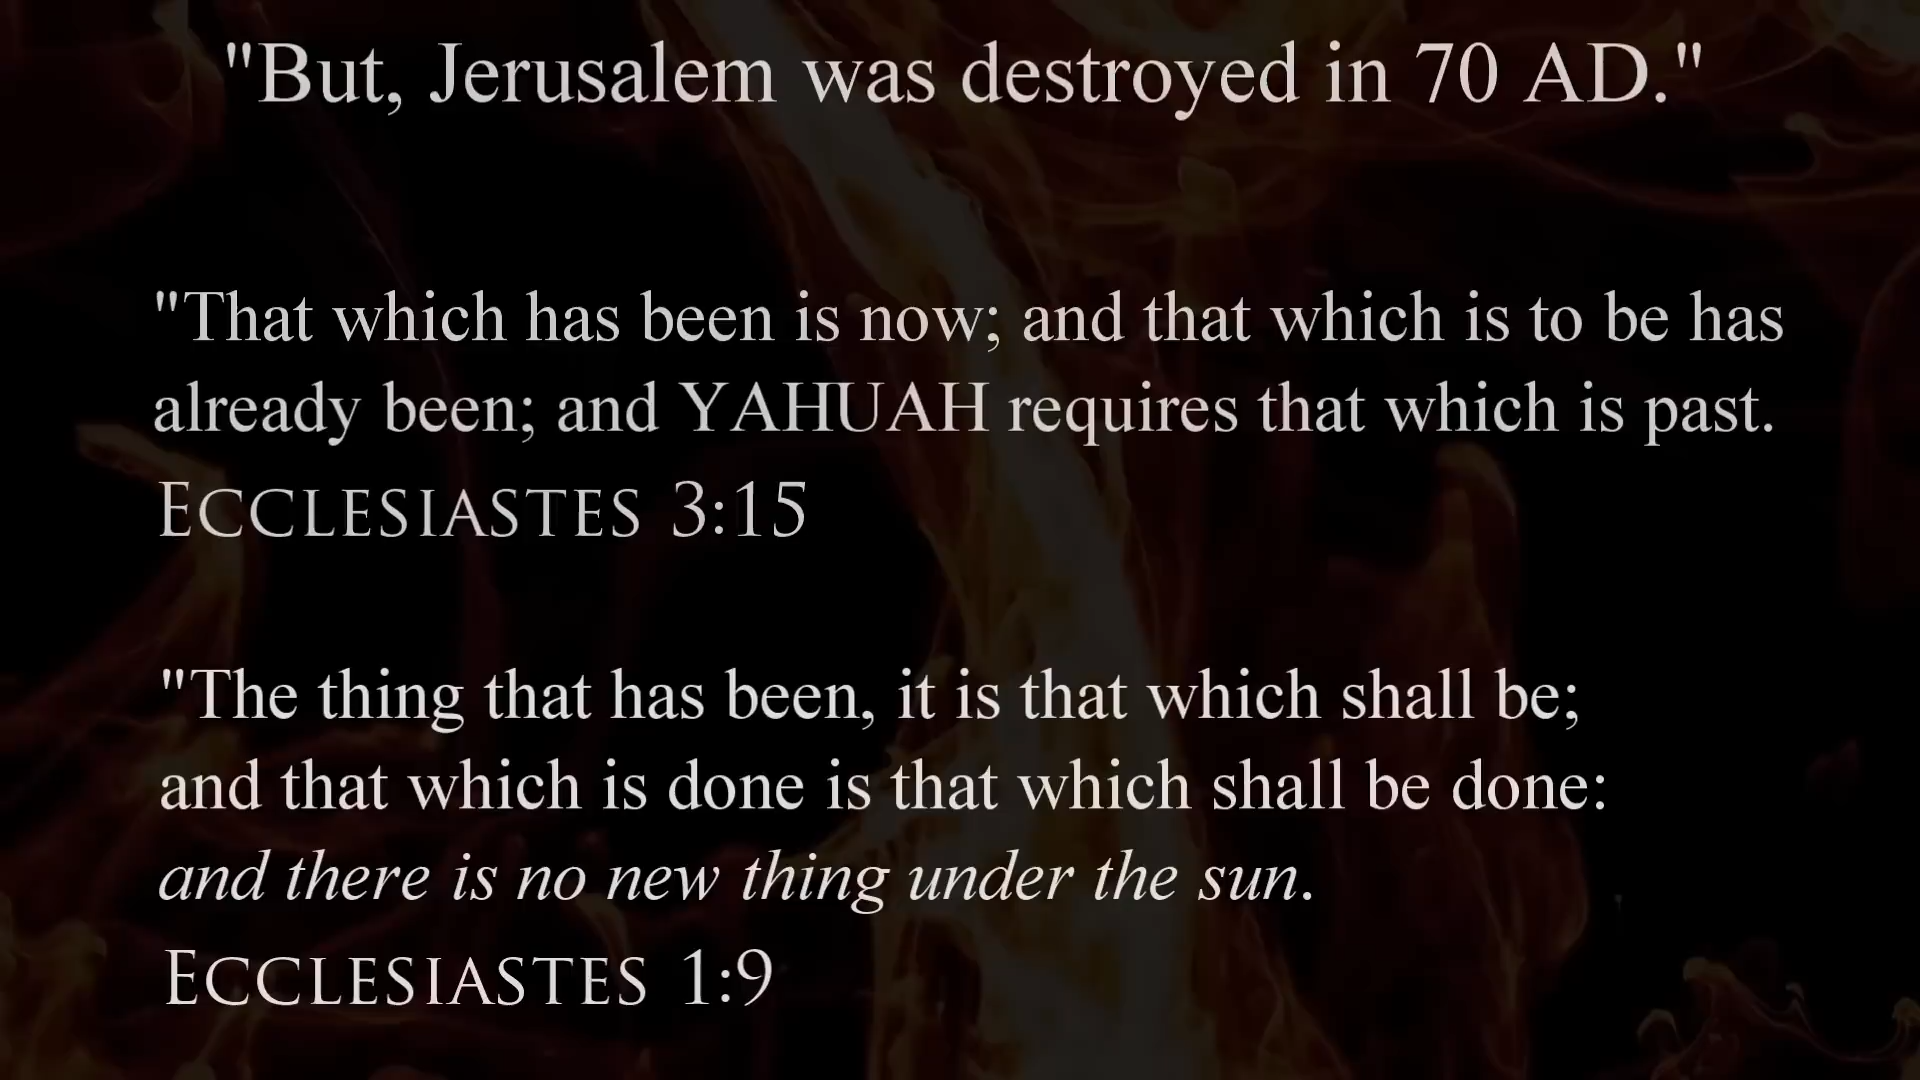 "But, Jerusalem was destroyed in 70 AD."
"That which has been is now; and that which is to be has
already been; and YAHUAH requires that which is past.
ECCLESIASTES 3:15
"The thing that has been, it is that which shall be;
and that which is done is that which shall be done:
and there is no new thing under the sun.
ECCLESIASTES 1:9